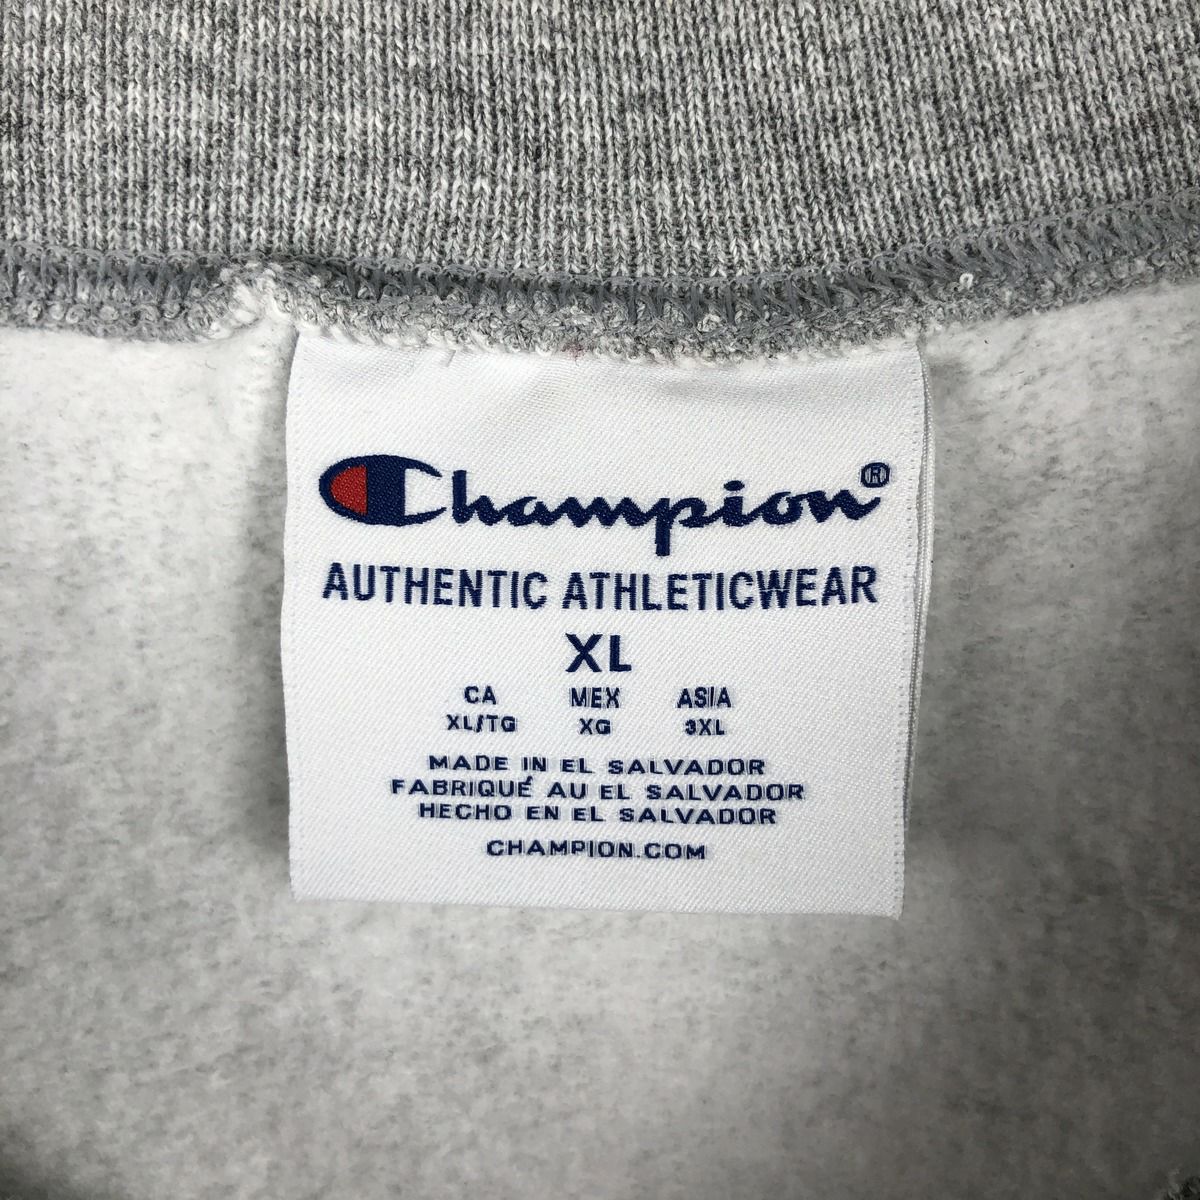 Champion®
AUTHENTIC ATHLETICWEAR
XL
CA MEX ASIA
XL/TG XG 3XL
MADE IN EL SALVADOR
FABRIQUÉ AU EL SALVADOR
HECHO EN EL SALVADOR
CHAMPION.COM